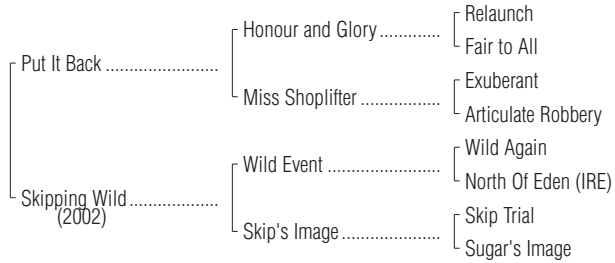 Relaunch
Honour and Glory.............
Fair to All
Put It Back ........................
Exuberant
Miss Shoplifter .................
Articulate Robbery
Wild Again
Wild Event .......................
North Of Eden (IRE)
Skipping Wild...................
(2002)
Skip Trial
Skip's Image....................
Sugar's Image